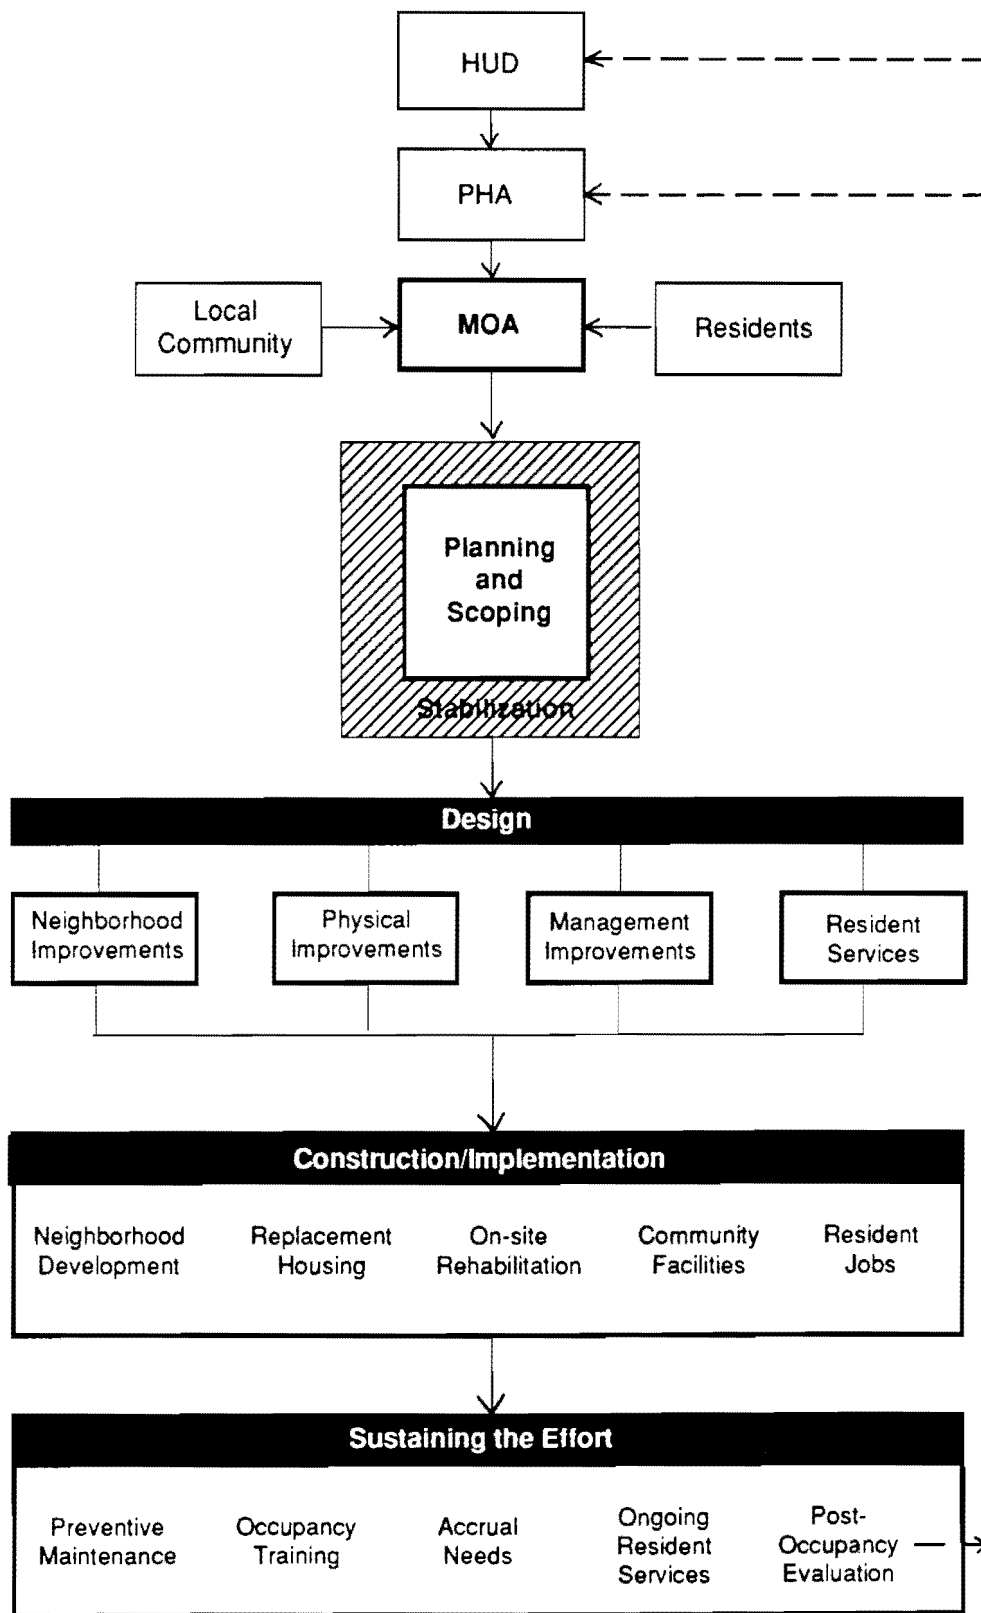 HUD
PHA
Local
Community
MOA
Residents
Planning
and
Scoping
Stabilization
Design
Neighborhood
Improvements
Physical
Improvements
Management
Improvements
Resident
Services
Construction/Implementation
Neighborhood
Development
Replacement
Housing
On-site
Rehabilitation
Community
Facilities
Resident
Jobs
Sustaining the Effort
Preventive
Maintenance
Occupancy
Training
Accrual
Needs
Ongoing
Resident
Services
Post-
Occupancy
Evaluation